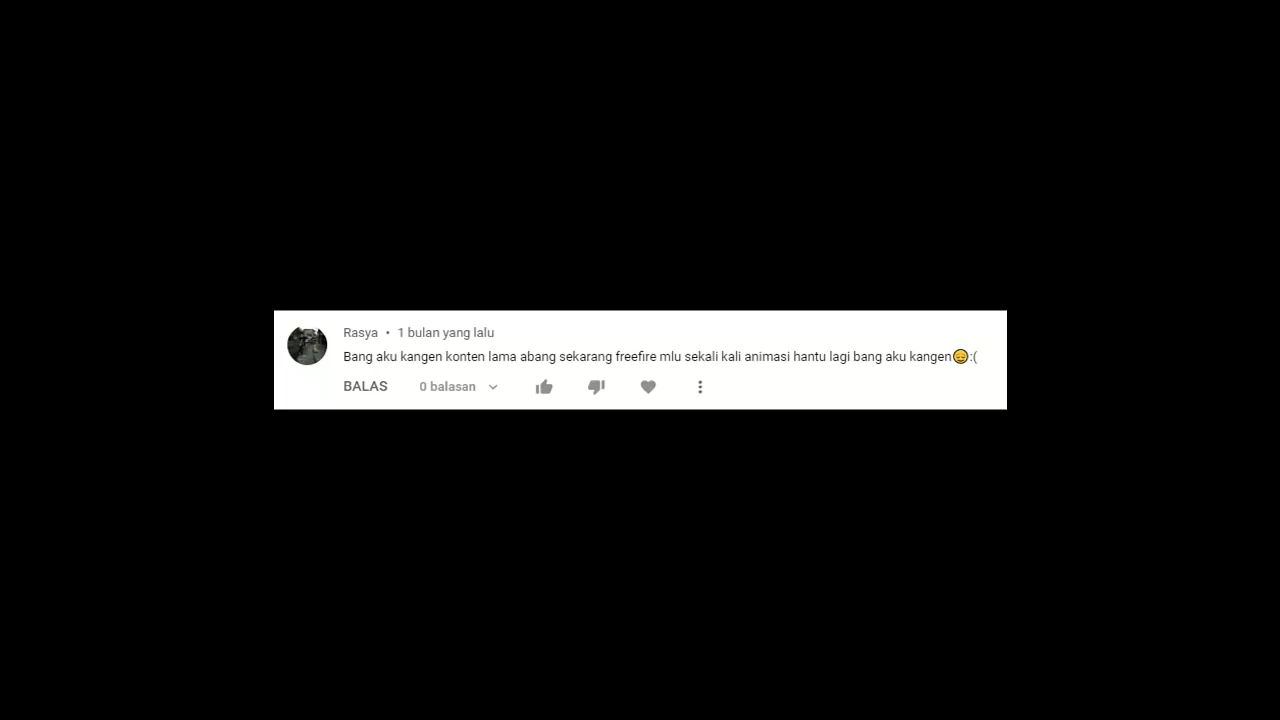 Rasya • 1 bulan yang lalu
Bang aku kangen konten lama abang sekarang freefire mlu sekali kali animasi hantu lagi bang aku kangen😑:(
BALAS 0 balasan